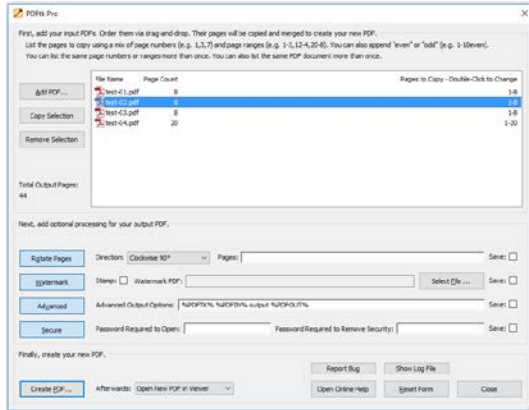 PDFtk Pro
First, add your input PDFs. Order them via drag-and-drop. Their pages will be copied and merged to create your new PDF.
List the pages to copy using a mix of page numbers (e.g. 1,3,7) and page ranges (e.g. 1-3,12-4,20-8). You can also append "even" or "odd" (e.g. 1-10even).
You can list the same page numbers or ranges more than once. You can also list the same PDF document more than once.
File Name Page Count Pages to Copy - Double-Click to Change
Add PDF... test-01.pdf 8 1-8
test-02.pdf 8 1-8
Copy Selection test-03.pdf 8 1-8
test-04.pdf 20 1-20
Remove Selection
Total Output Pages:
44
Next, add optional processing for your output PDF.
Rotate Pages Direction: Clockwise 90° Pages: Save:
Watermark Stamp: Watermark PDF: Select File ... Save:
Advanced Advanced Output Options: %PDFTK% %PDFIN% output %PDFOUT% Save:
Secure Password Required to Open: Password Required to Remove Security: Save:
Finally, create your new PDF.
Report Bug Show Log File
Create PDF... Afterwards: Open New PDF in Viewer Open Online Help Reset Form Close